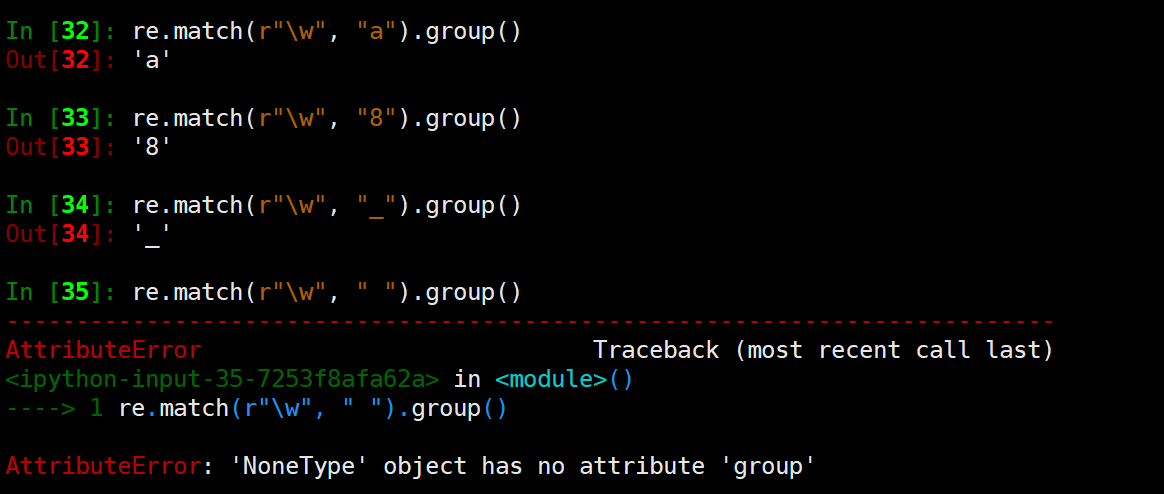 In [32]: re.match(r"\w", "a").group()
Out[32]: 'a'
In [33]: re.match(r"\w", "8").group()
Out[33]: '8'
In [34]: re.match(r"\w", "_").group()
Out[34]: '_'
In [35]: re.match(r"\w", " ").group()
---------------------------------------------------------------------------
AttributeError                            Traceback (most recent call last)
<ipython-input-35-7253f8afa62a> in <module>()
----> 1 re.match(r"\w", " ").group()
AttributeError: 'NoneType' object has no attribute 'group'